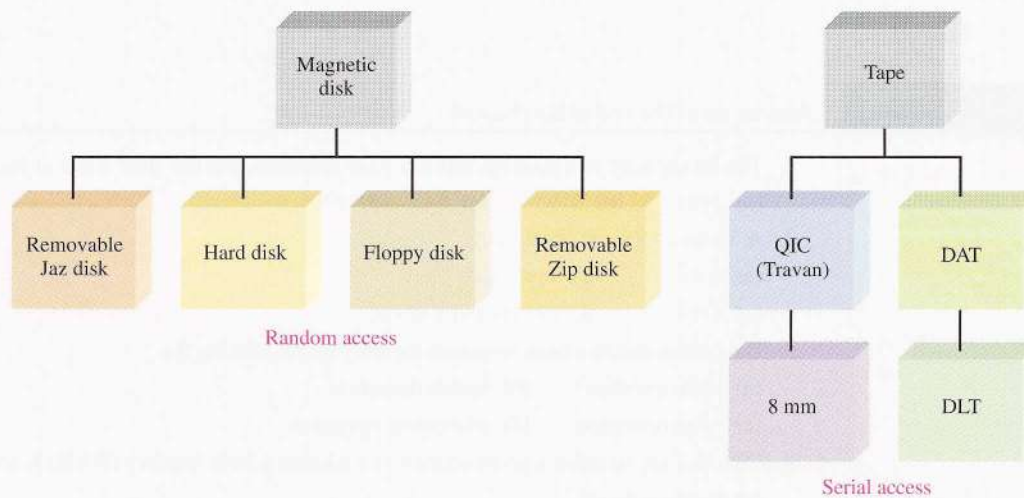 Magnetic
disk
Tape
Removable
Jaz disk
Hard disk
Floppy disk
Removable
Zip disk
QIC
(Travan)
DAT
Random access
8 mm
DLT
Serial access